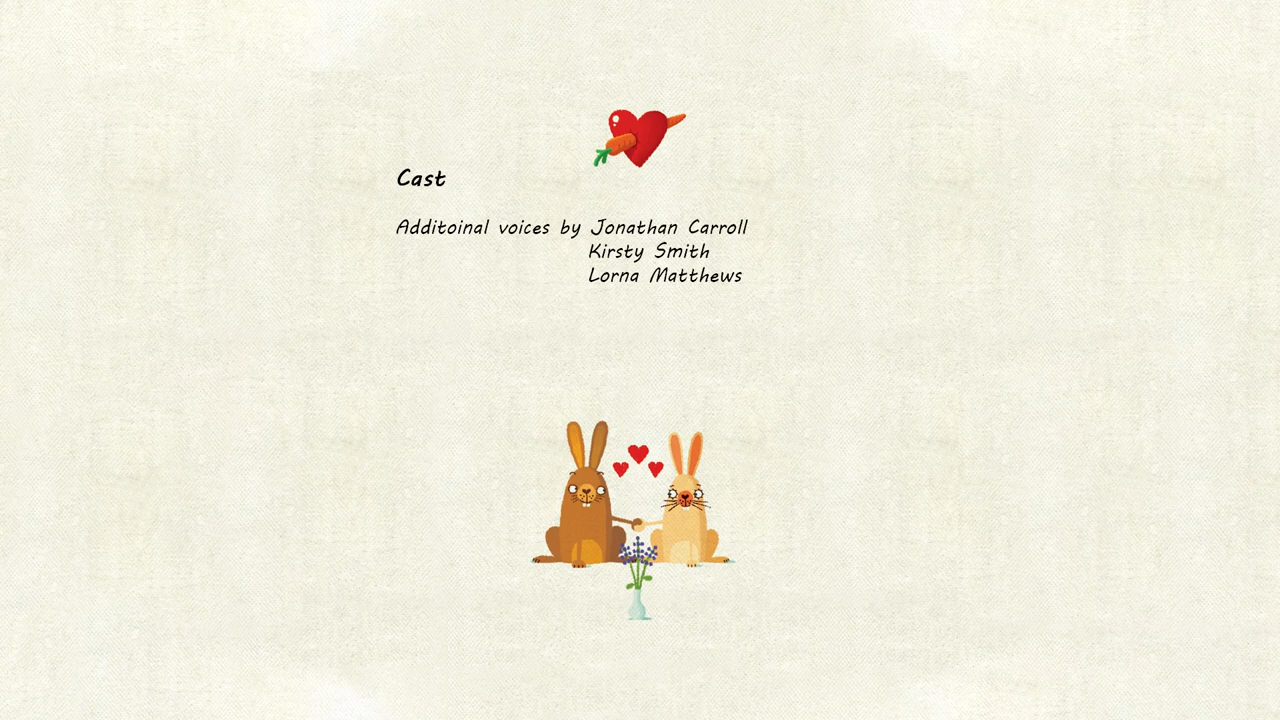 Cast
Additoinal voices by Jonathan Carroll
Kirsty Smith
Lorna Matthews